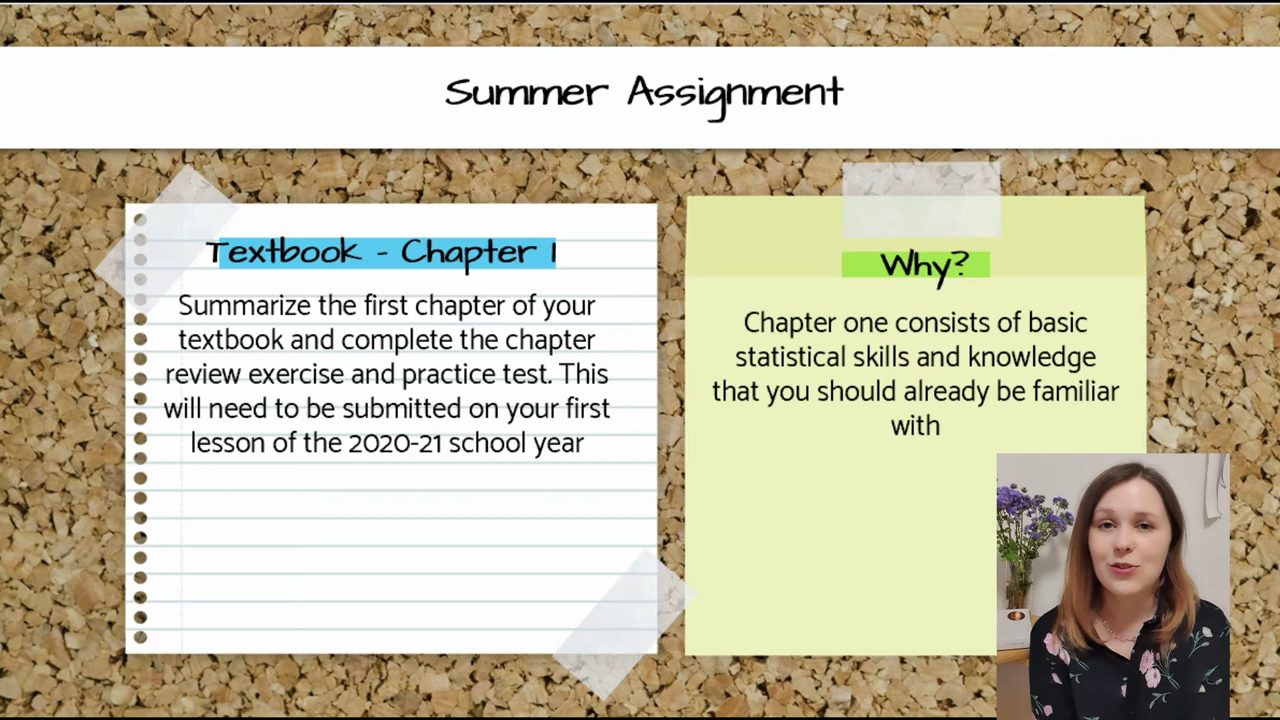 Summer Assignment
Textbook - Chapter 1
Summarize the first chapter of your
textbook and complete the chapter
review exercise and practice test. This
will need to be submitted on your first
lesson of the 2020-21 school year
Why?
Chapter one consists of basic
statistical skills and knowledge
that you should already be familiar
with